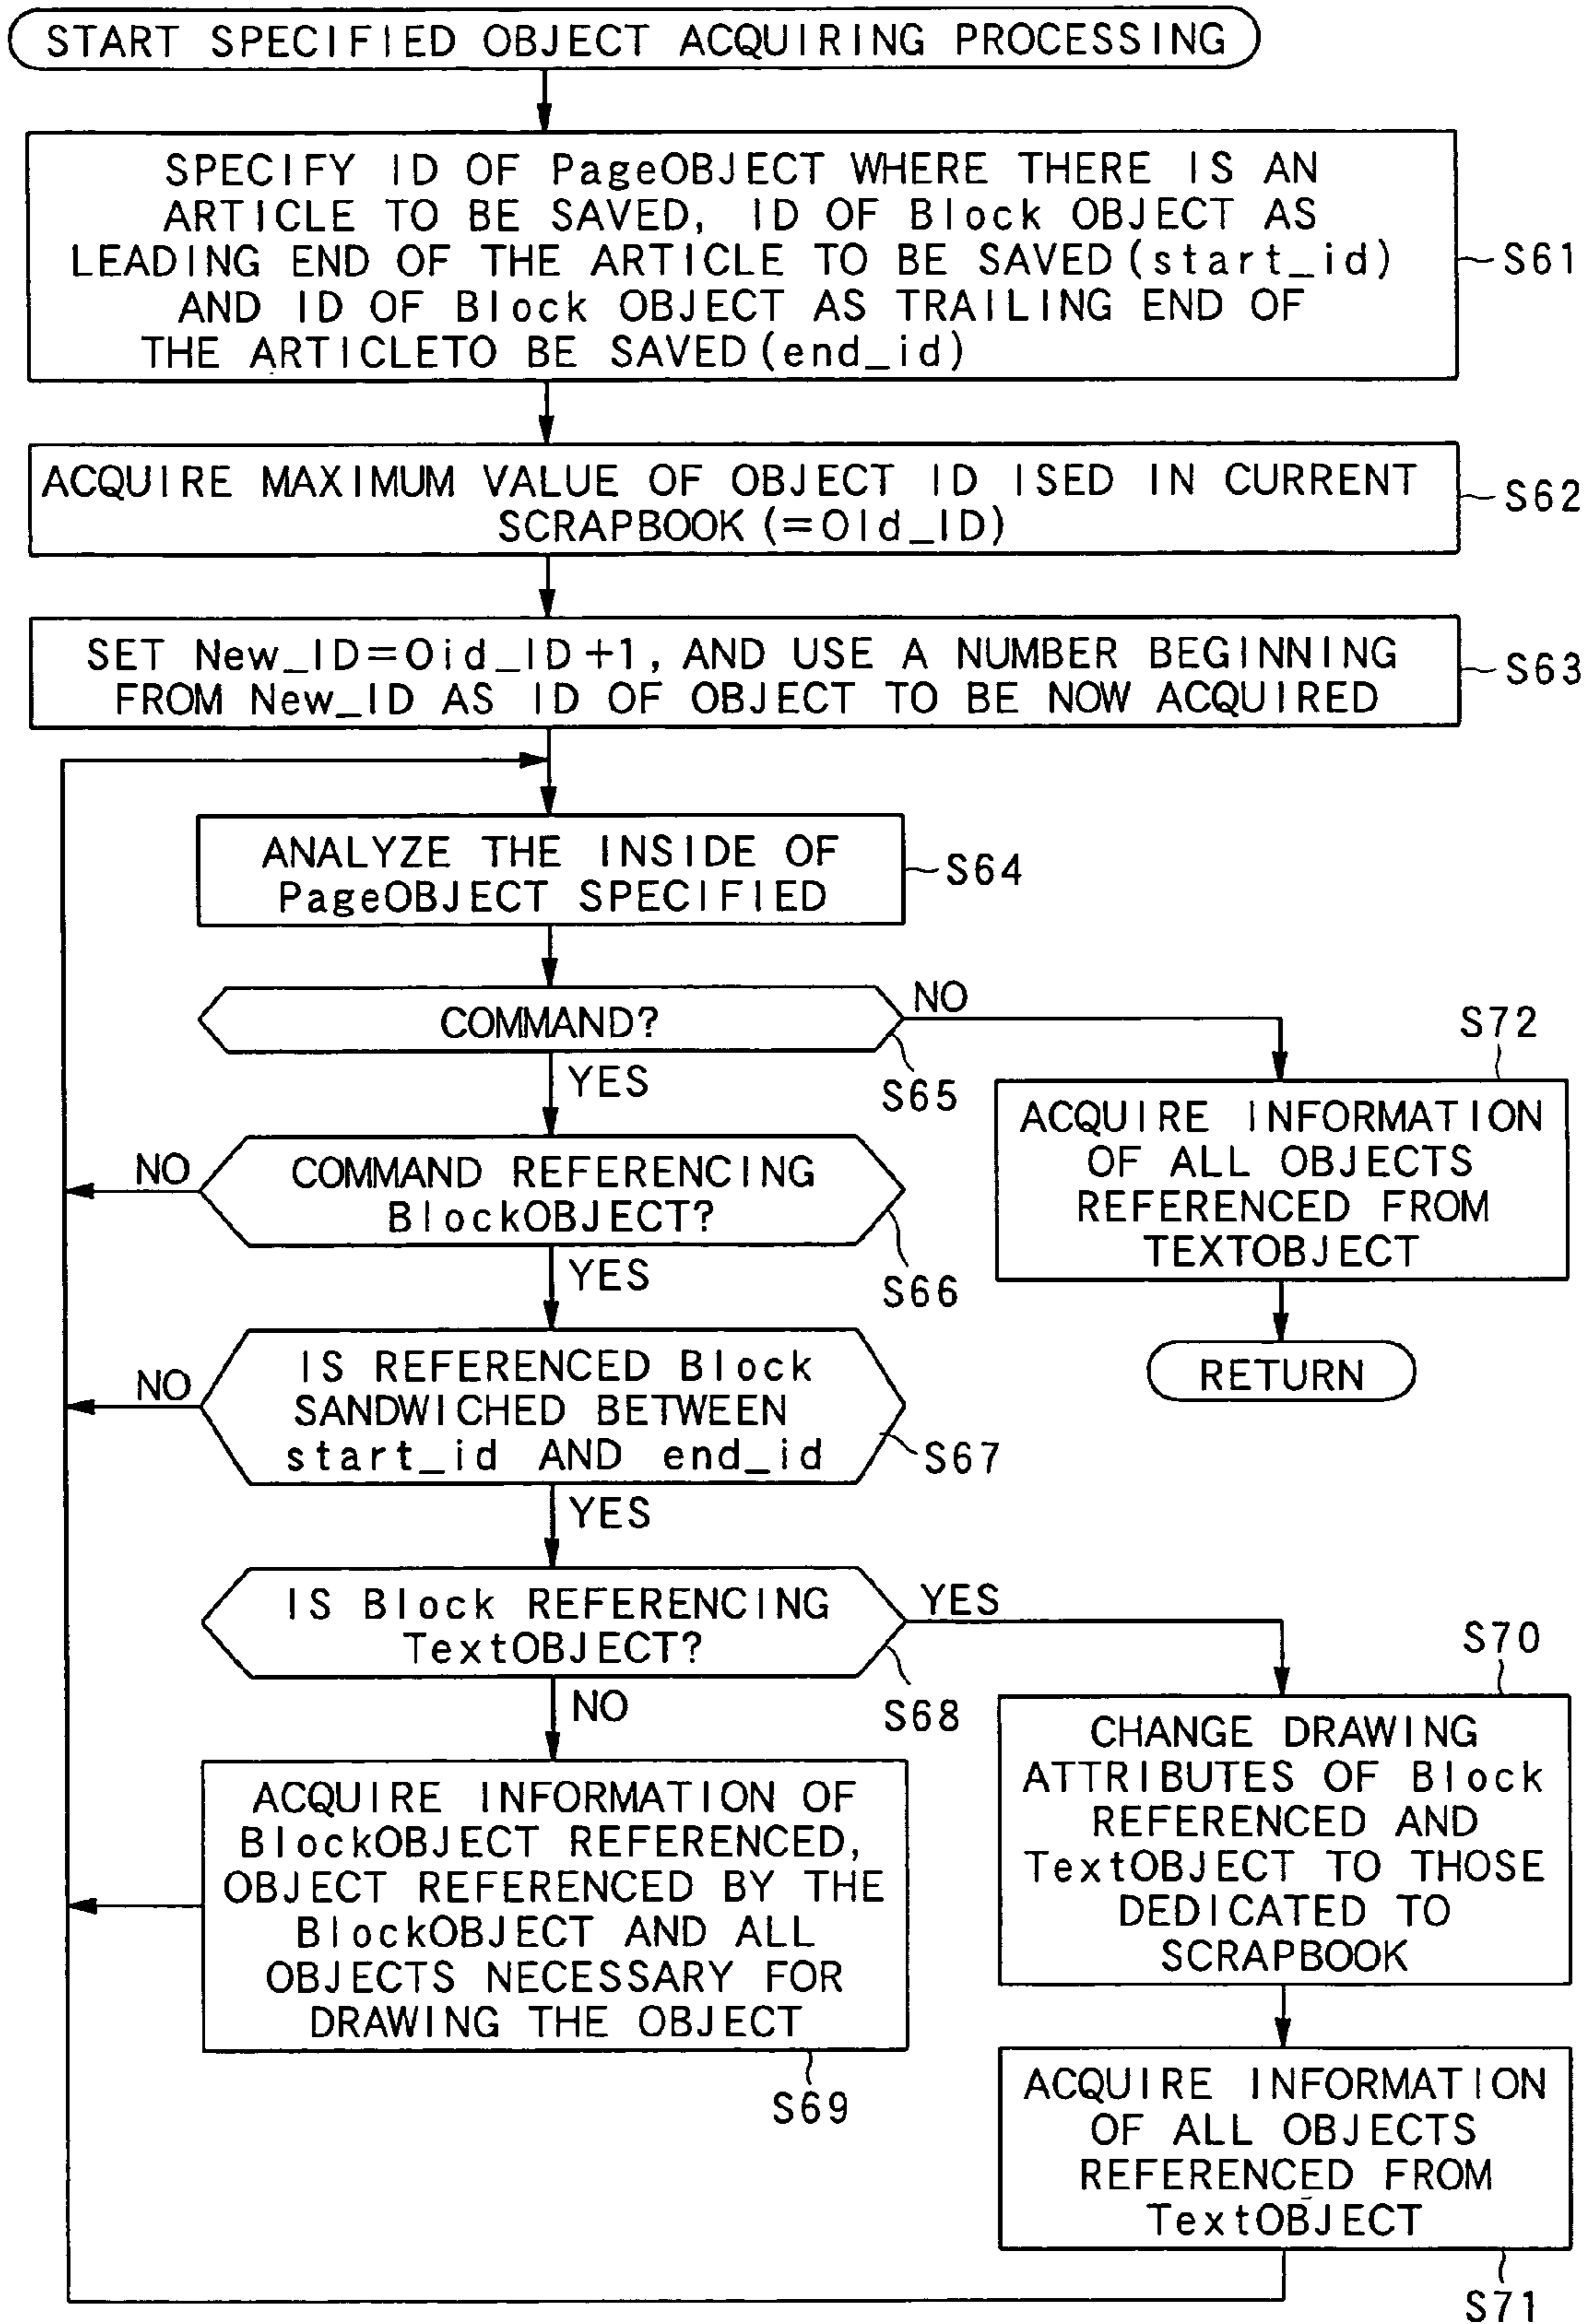 START SPECIFIED OBJECT ACQUIRING PROCESSING
SPECIFY ID OF PageOBJECT WHERE THERE IS AN
ARTICLE TO BE SAVED, ID OF Block OBJECT AS
LEADING END OF THE ARTICLE TO BE SAVED(start_id)
AND ID OF Block OBJECT AS TRAILING END OF
THE ARTICLETO BE SAVED(end_id)
S61
ACQUIRE MAXIMUM VALUE OF OBJECT ID ISED IN CURRENT
SCRAPBOOK(=Old_ID)
S62
SET New_ID=Oid_ID+1, AND USE A NUMBER BEGINNING
FROM New_ID AS ID OF OBJECT TO BE NOW ACQUIRED
S63
ANALYZE THE INSIDE OF
PageOBJECT SPECIFIED
S64
COMMAND?
NO
S65
YES
S72
ACQUIRE INFORMATION
OF ALL OBJECTS
REFERENCED FROM
TEXTOBJECT
RETURN
COMMAND REFERENCING
BlockOBJECT?
NO
S66
YES
IS REFERENCED Block
SANDWICHED BETWEEN
start_id AND end_id
NO
S67
YES
IS Block REFERENCING
TextOBJECT?
YES
S68
NO
ACQUIRE INFORMATION OF
BlockOBJECT REFERENCED,
OBJECT REFERENCED BY THE
BlockOBJECT AND ALL
OBJECTS NECESSARY FOR
DRAWING THE OBJECT
S69
S70
CHANGE DRAWING
ATTRIBUTES OF Block
REFERENCED AND
TextOBJECT TO THOSE
DEDICATED TO
SCRAPBOOK
ACQUIRE INFORMATION
OF ALL OBJECTS
REFERENCED FROM
TextOBJECT
S71